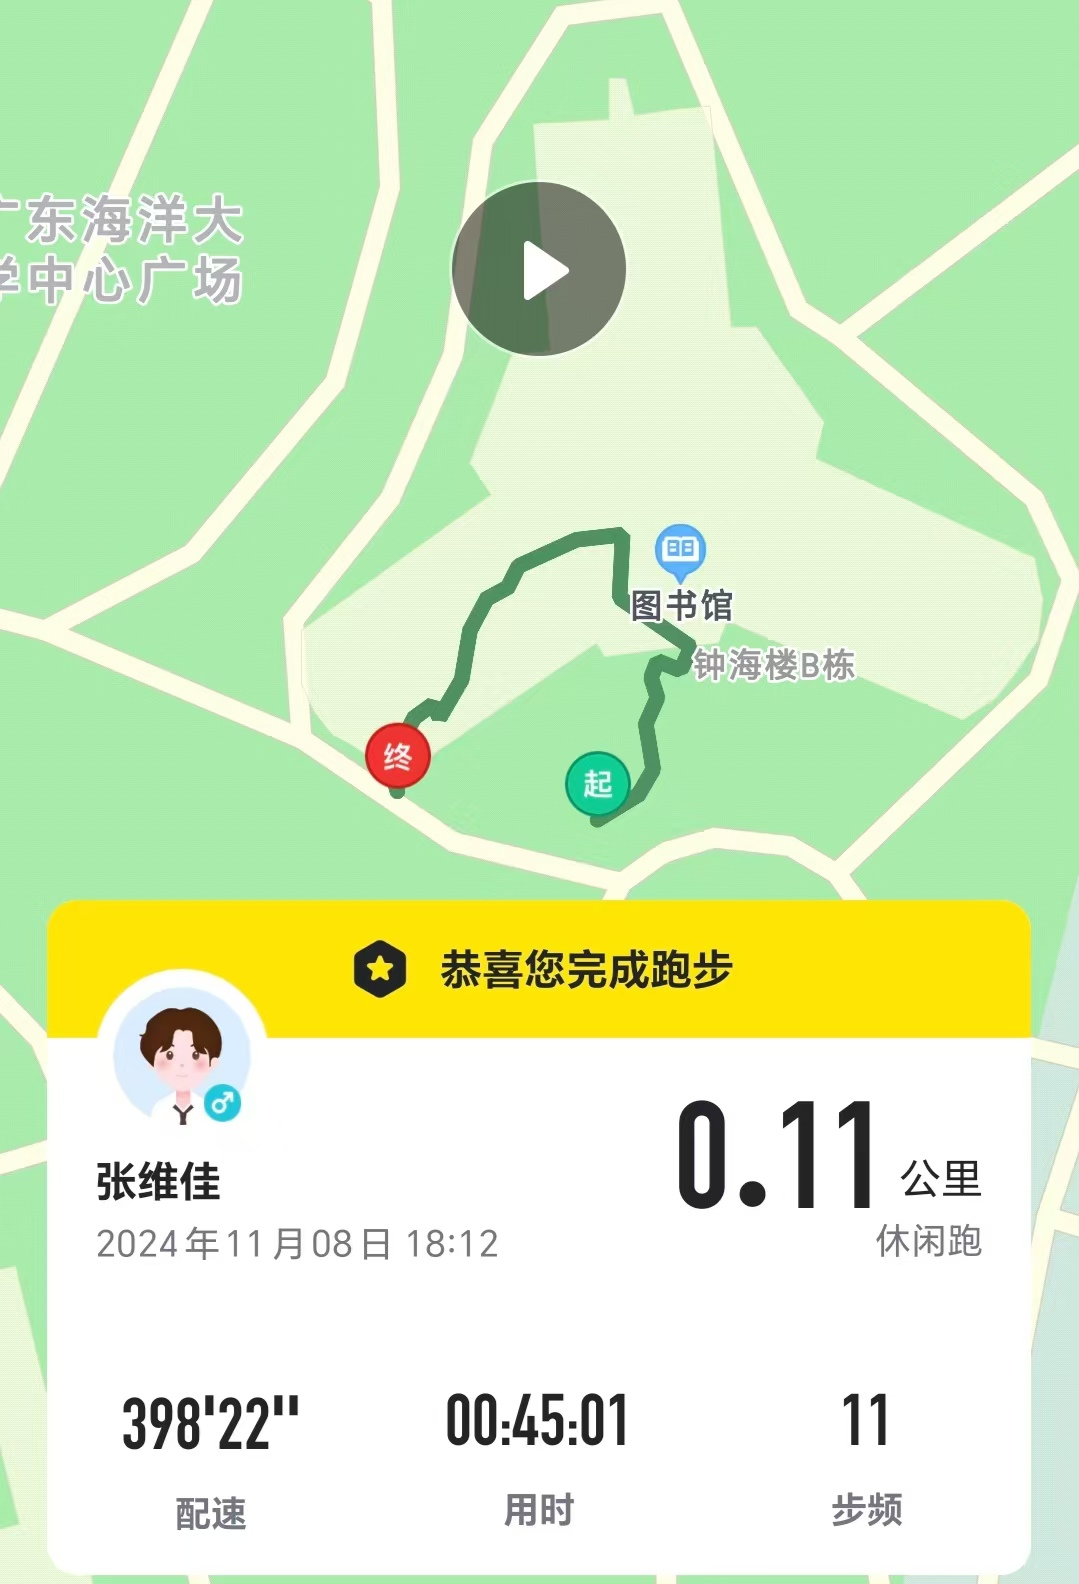 东海洋大
学中心广场
图书馆
钟海楼B栋
终
起
恭喜您完成跑步
0.11 公里
张维佳
2024年11月08日 18:12
休闲跑
398'22"
00:45:01
11
配速
用时
步频